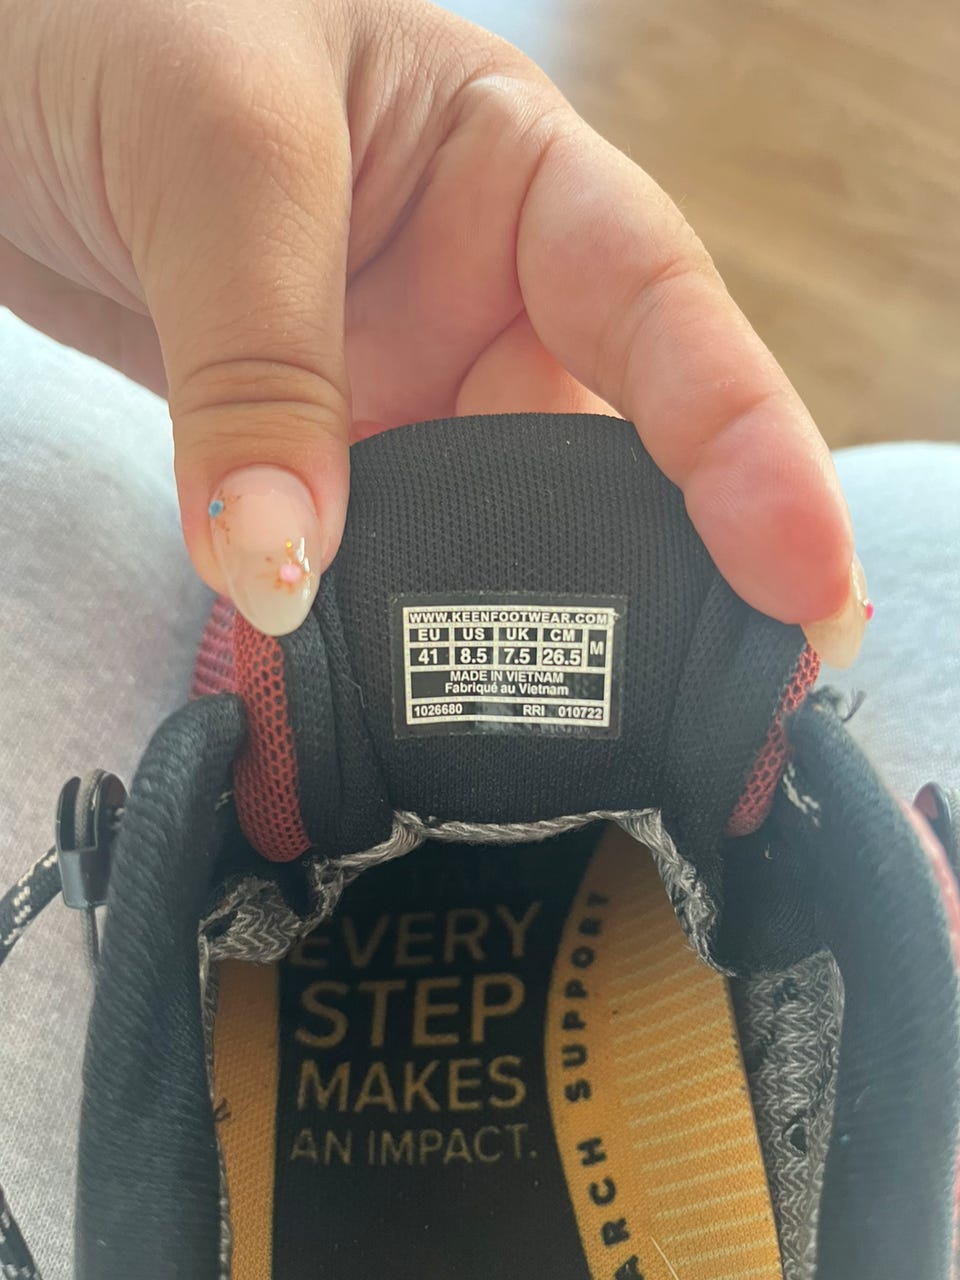 WWW.KEENFOOTWEAR.COM
EU US UK CM M
41 8.5 7.5 26.5
MADE IN VIETNAM
Fabriqué au Vietnam
1026680 RRI 010722
EVERY
STEP
MAKES
AN IMPACT.
ARCH SUPPORT